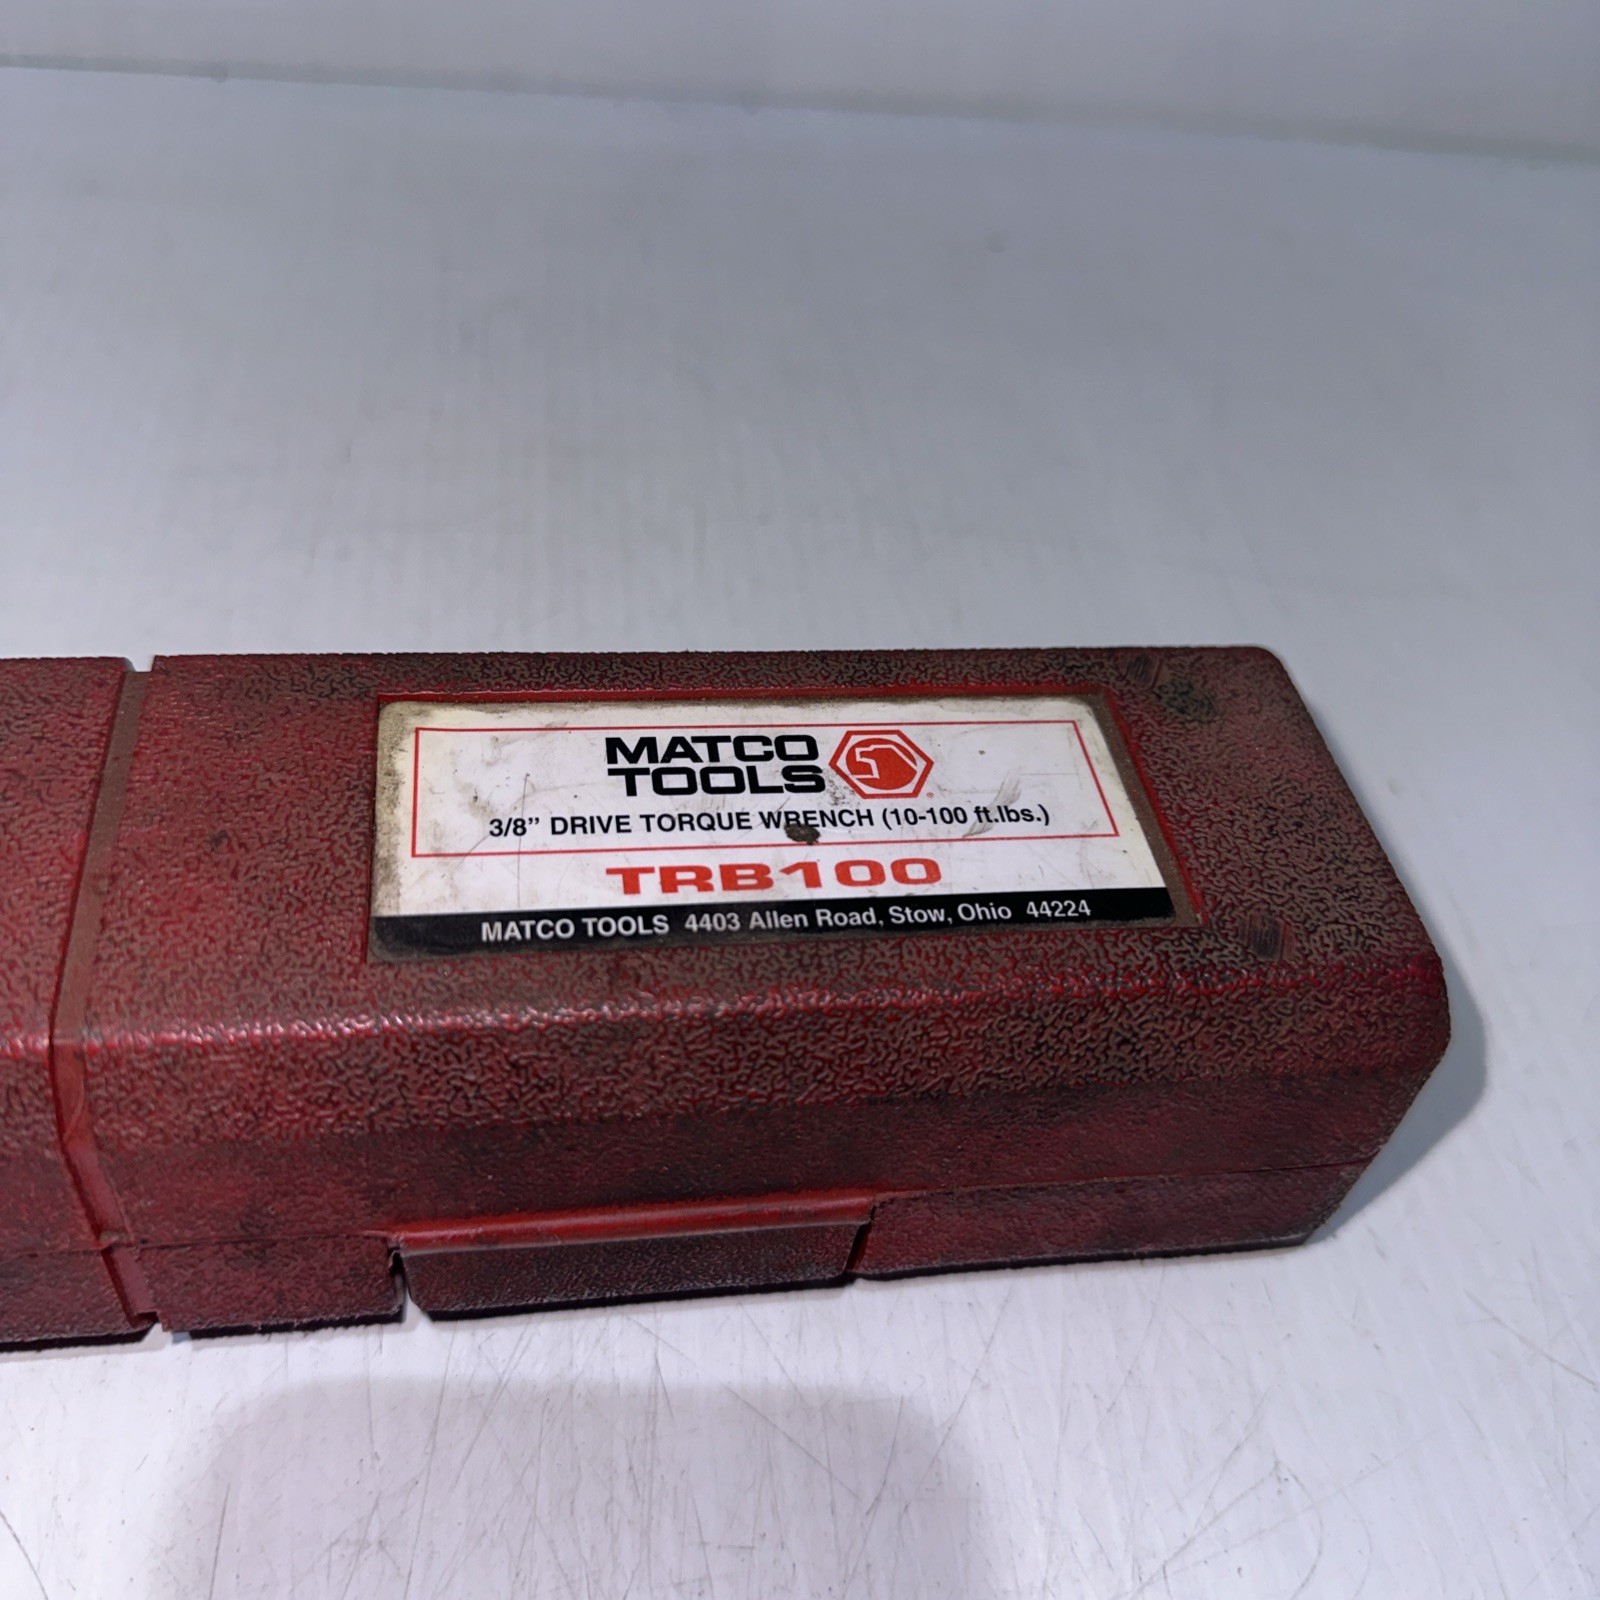 MATCO
TOOLS
3/8” DRIVE TORQUE WRENCH (10-100 ft.lbs.)
TRB100
MATCO TOOLS 4403 Allen Road, Stow, Ohio 44224